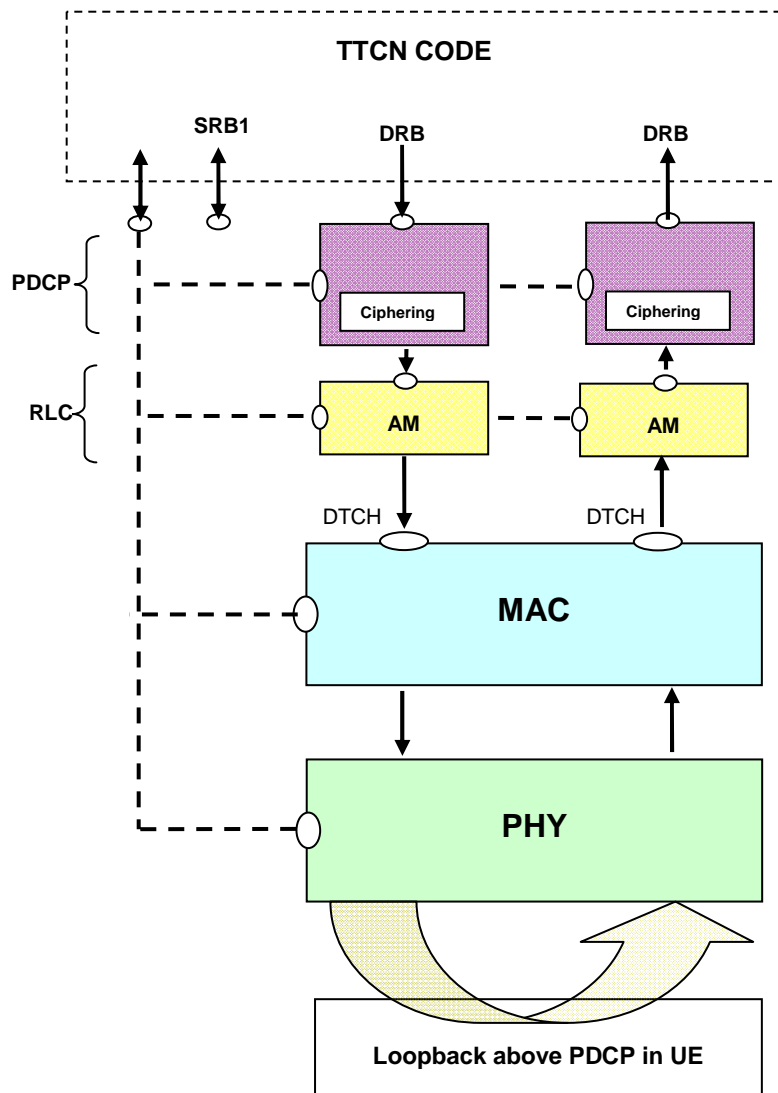 TTCN CODE
SRB1
DRB
DRB
PDCP
Ciphering
Ciphering
RLC
AM
AM
DTCH
DTCH
MAC
PHY
Loopback above PDCP in UE